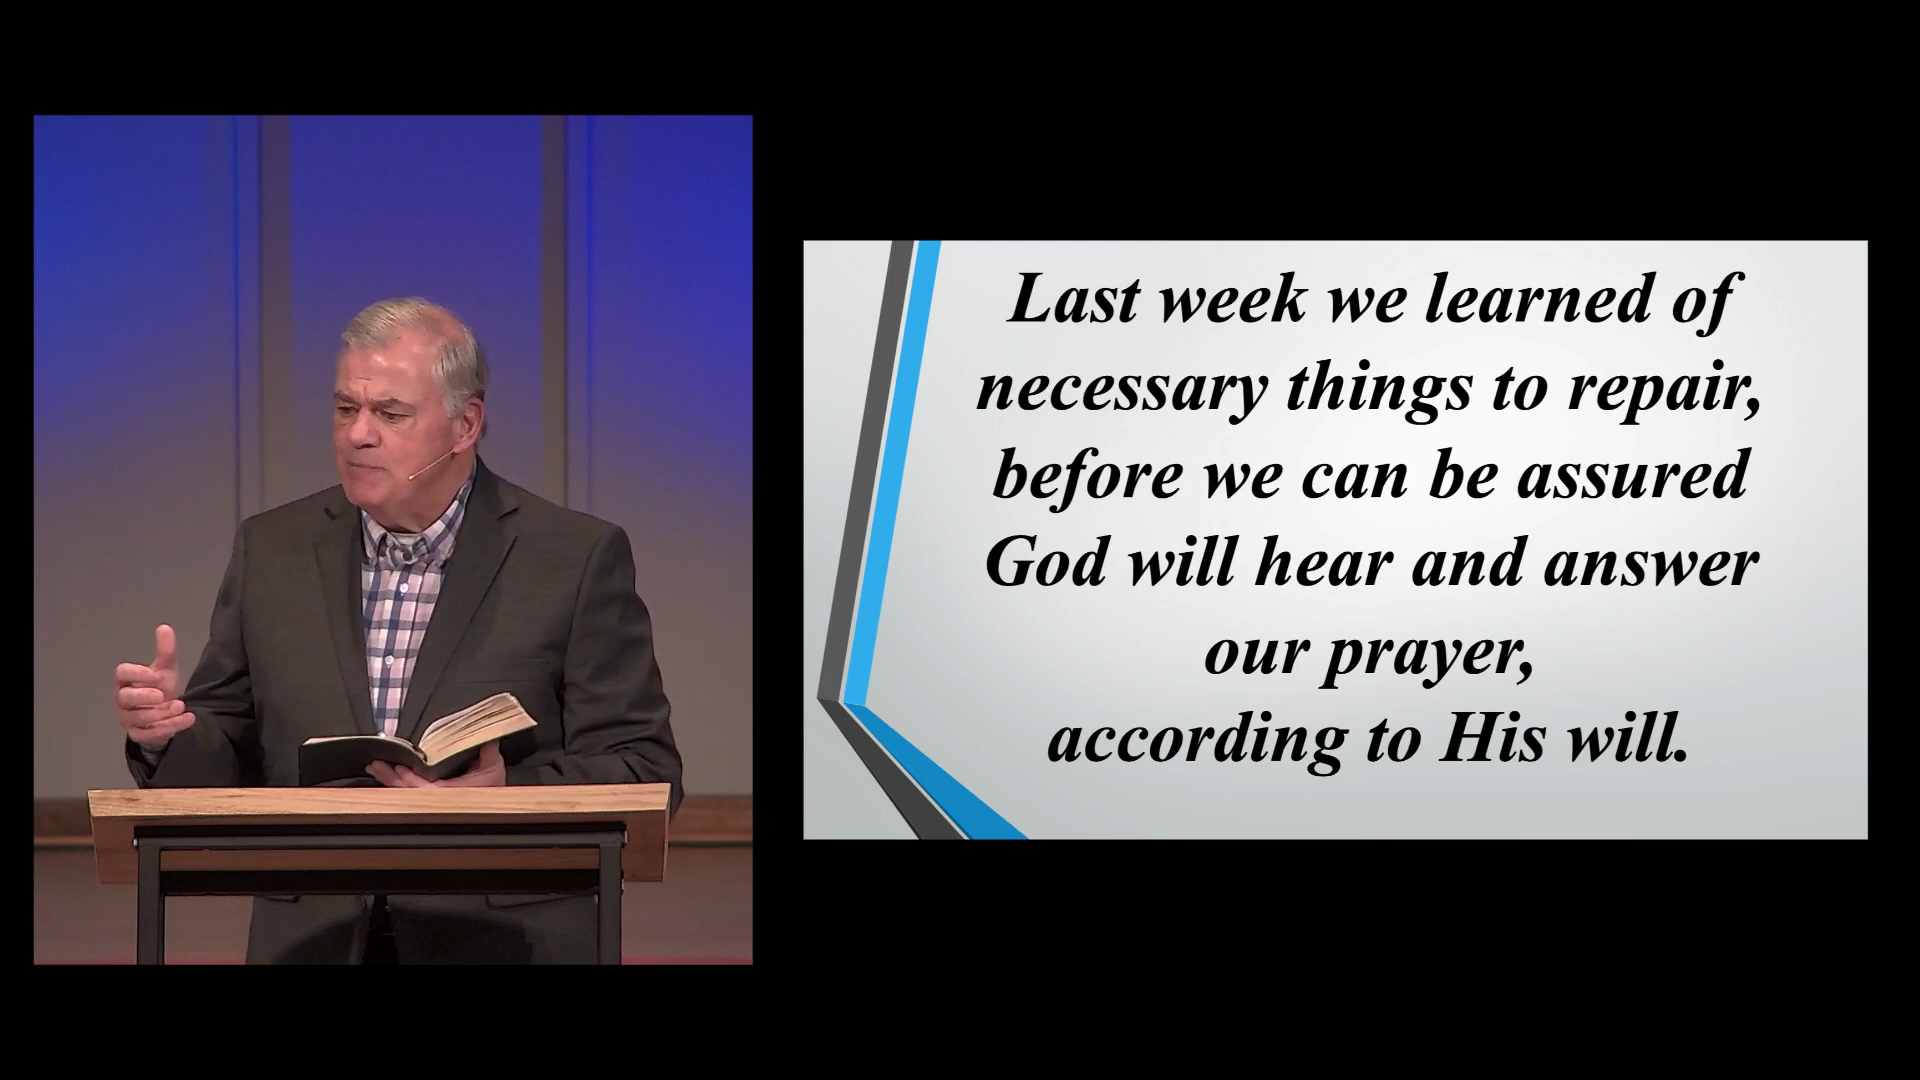 Last week we learned of
necessary things to repair,
before we can be assured
God will hear and answer
our prayer,
according to His will.